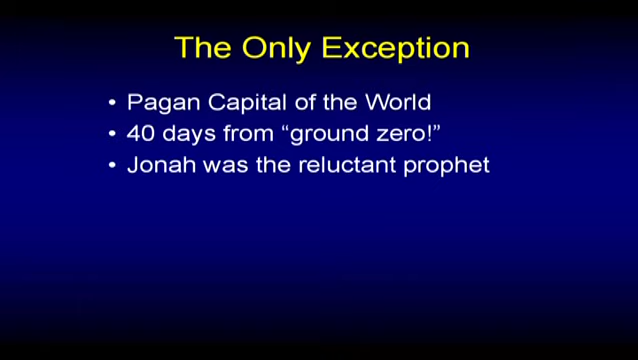 The Only Exception
• Pagan Capital of the World
• 40 days from “ground zero!”
• Jonah was the reluctant prophet